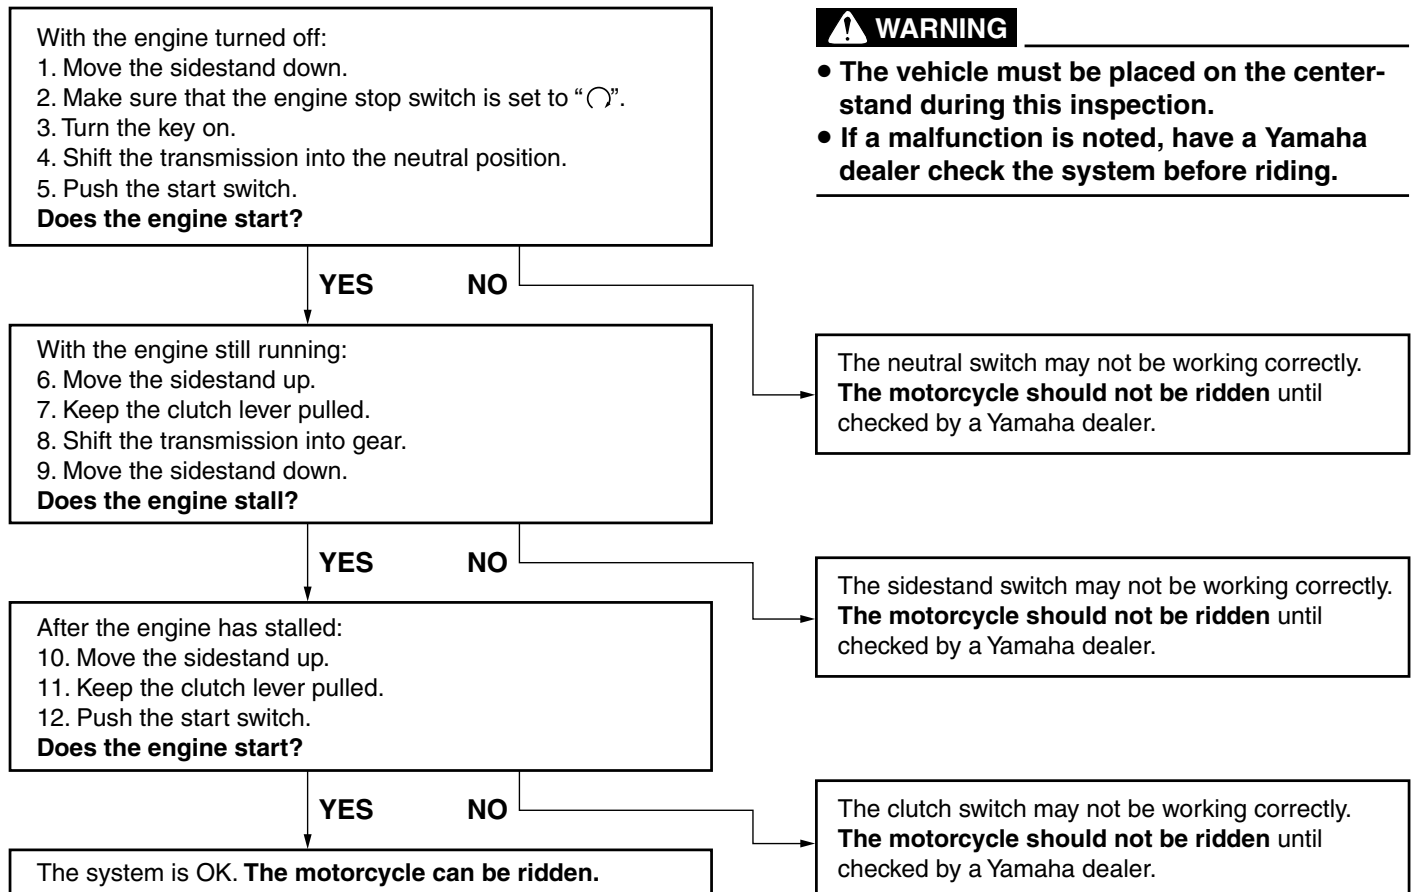 With the engine turned off:
1. Move the sidestand down.
2. Make sure that the engine stop switch is set to “ ”.
3. Turn the key on.
4. Shift the transmission into the neutral position.
5. Push the start switch.
Does the engine start?
WARNING
● The vehicle must be placed on the center-
stand during this inspection.
● If a malfunction is noted, have a Yamaha
dealer check the system before riding.
YES NO
With the engine still running:
6. Move the sidestand up.
7. Keep the clutch lever pulled.
8. Shift the transmission into gear.
9. Move the sidestand down.
Does the engine stall?
The neutral switch may not be working correctly.
The motorcycle should not be ridden until
checked by a Yamaha dealer.
YES NO
After the engine has stalled:
10. Move the sidestand up.
11. Keep the clutch lever pulled.
12. Push the start switch.
Does the engine start?
The sidestand switch may not be working correctly.
The motorcycle should not be ridden until
checked by a Yamaha dealer.
YES NO
The system is OK. The motorcycle can be ridden.
The clutch switch may not be working correctly.
The motorcycle should not be ridden until
checked by a Yamaha dealer.